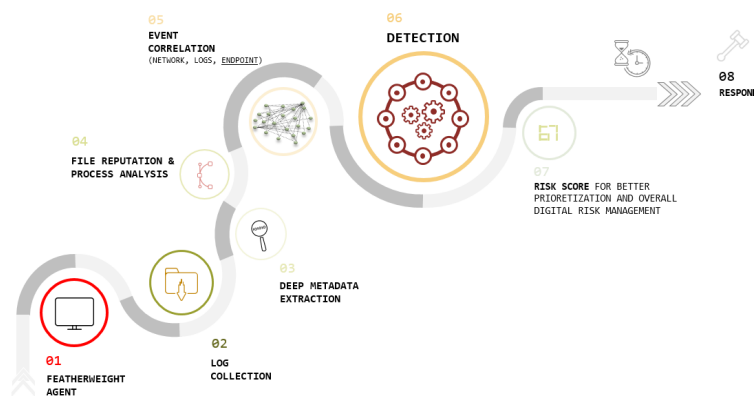 01
FEATHERWEIGHT
AGENT
02
LOG
COLLECTION
03
DEEP METADATA
EXTRACTION
04
FILE REPUTATION &
PROCESS ANALYSIS
05
EVENT
CORRELATION
(NETWORK, LOGS, ENDPOINT)
06
DETECTION
67
07
RISK SCORE FOR BETTER
PRIORETIZATION AND OVERALL
DIGITAL RISK MANAGEMENT
08
RESPON